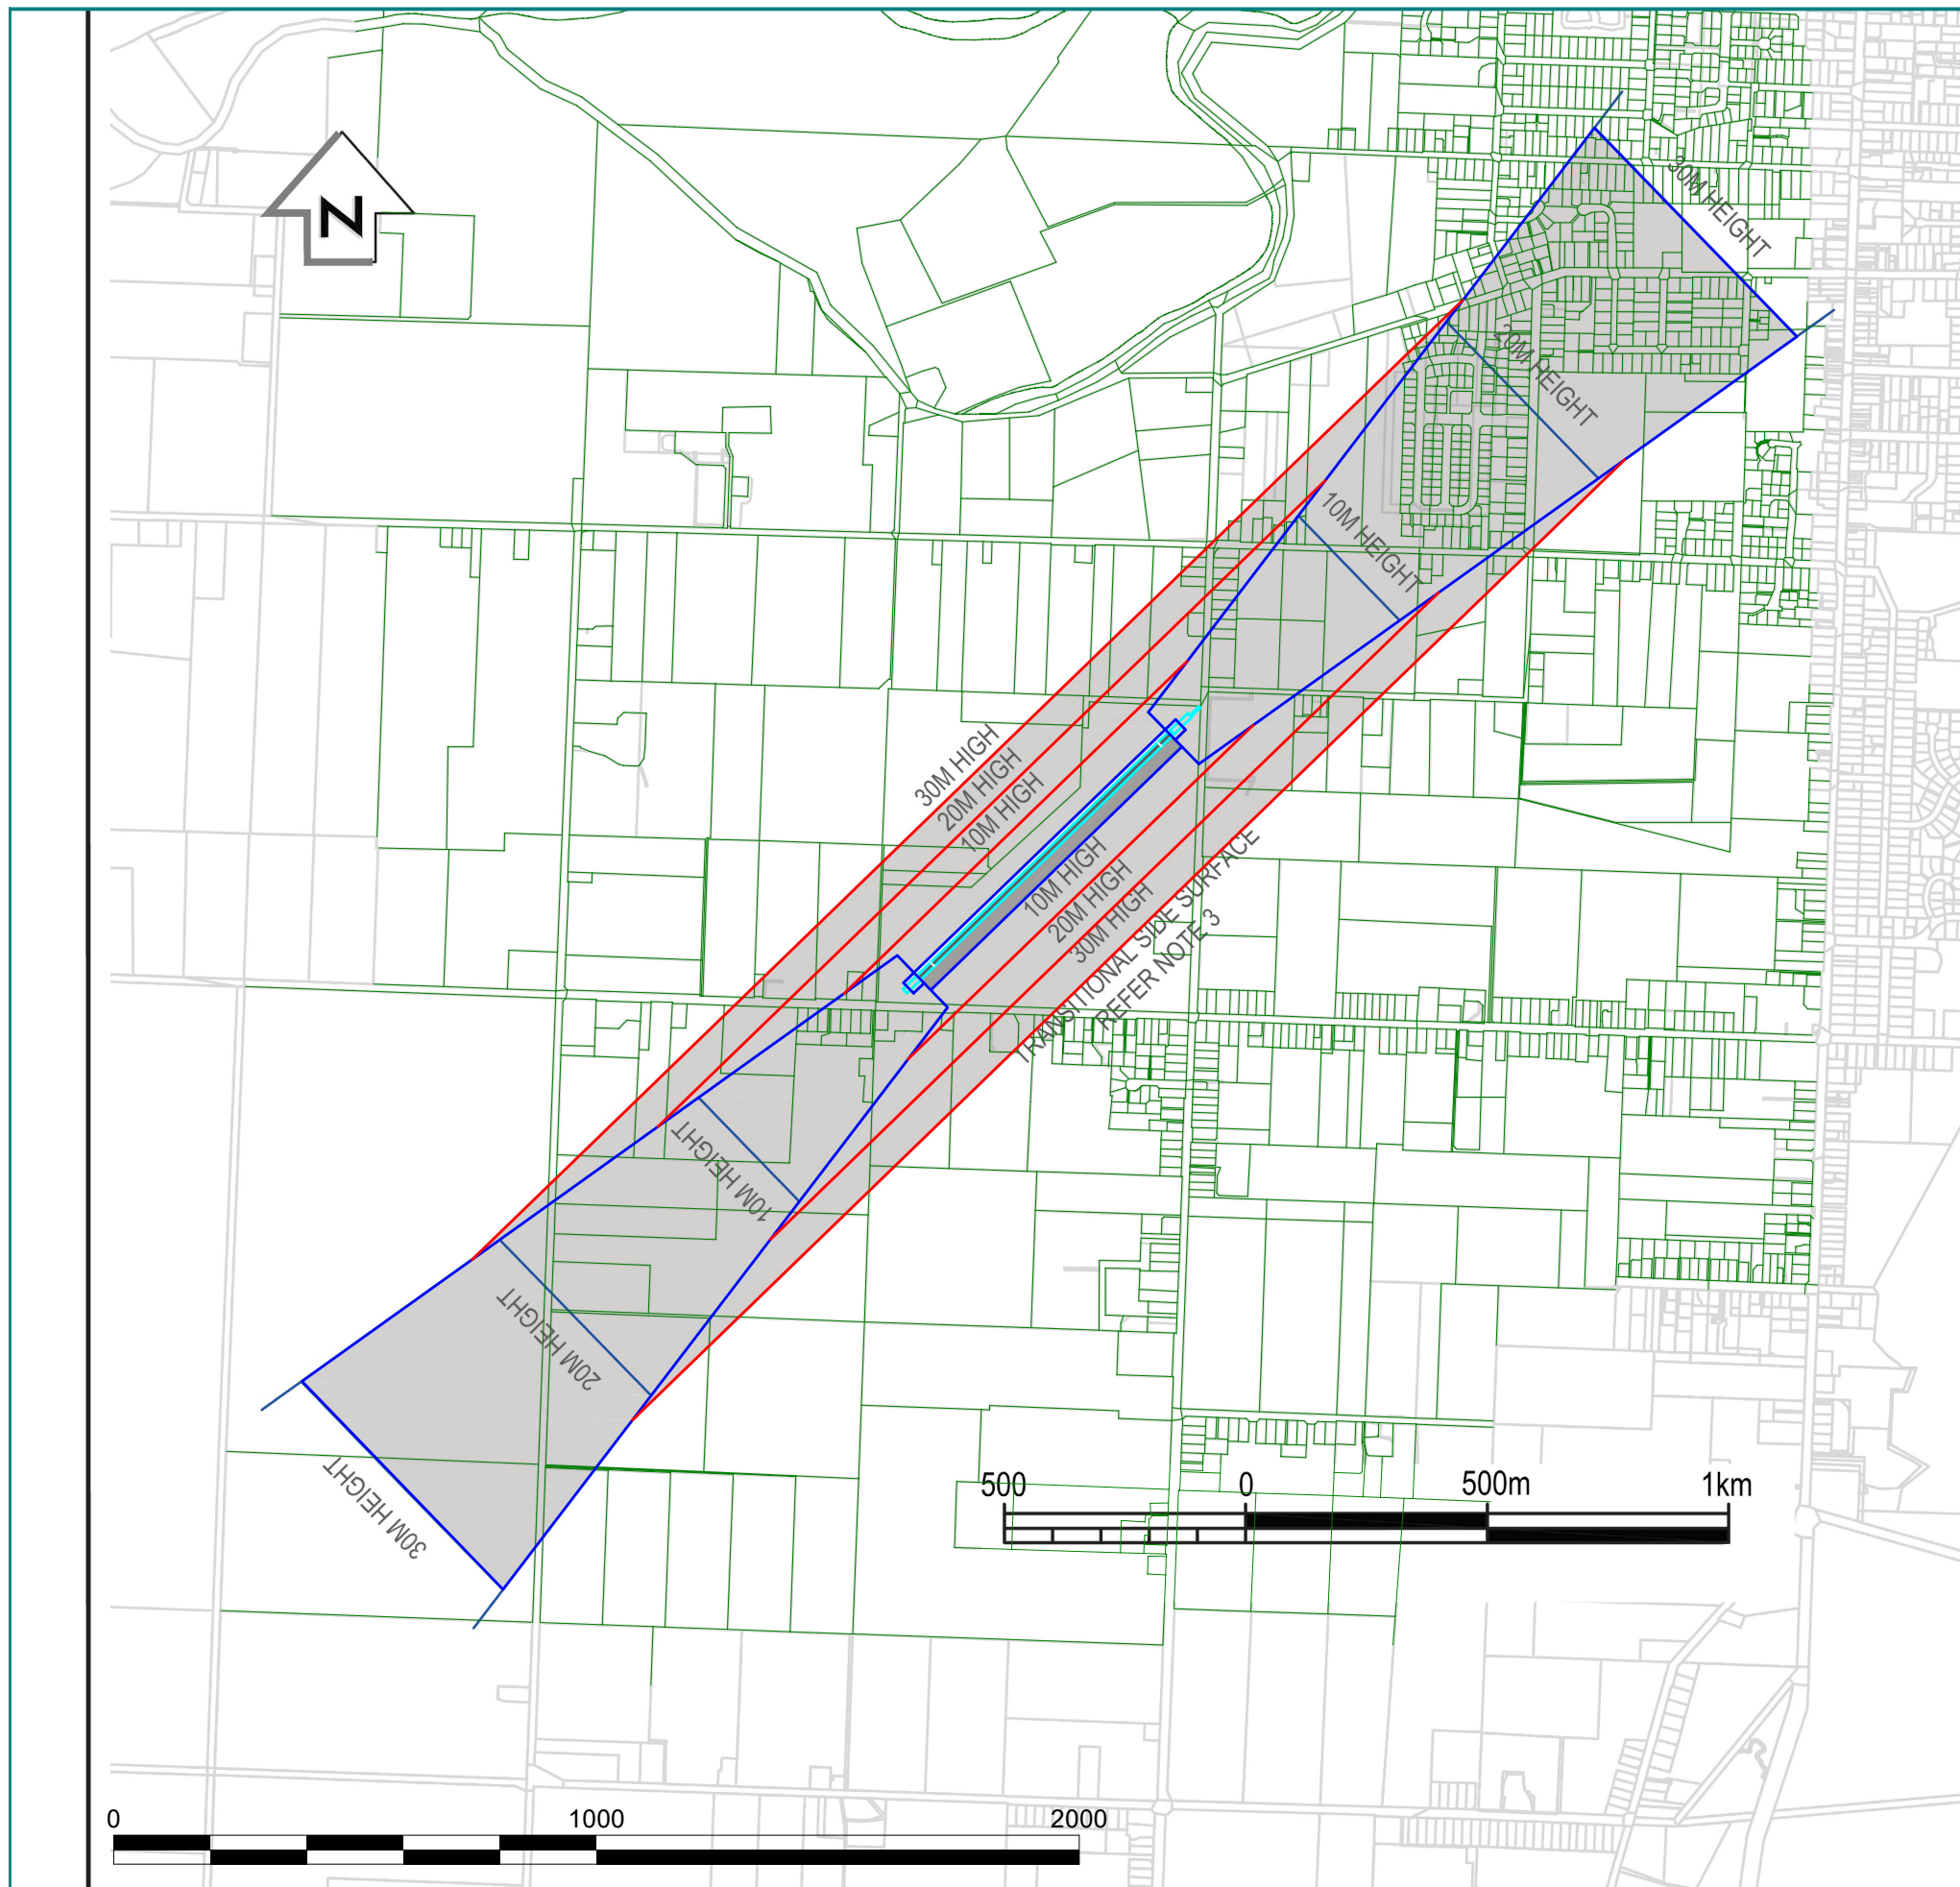 N
30M HEIGHT
20M HEIGHT
10M HEIGHT
30M HIGH
20M HIGH
10M HIGH
10M HIGH
20M HIGH
30M HIGH
TRANSITIONAL SIDE SURFACE
REFER NOTE 3
10M HEIGHT
20M HEIGHT
30M HEIGHT
500 0 500m 1km
0 1000 2000